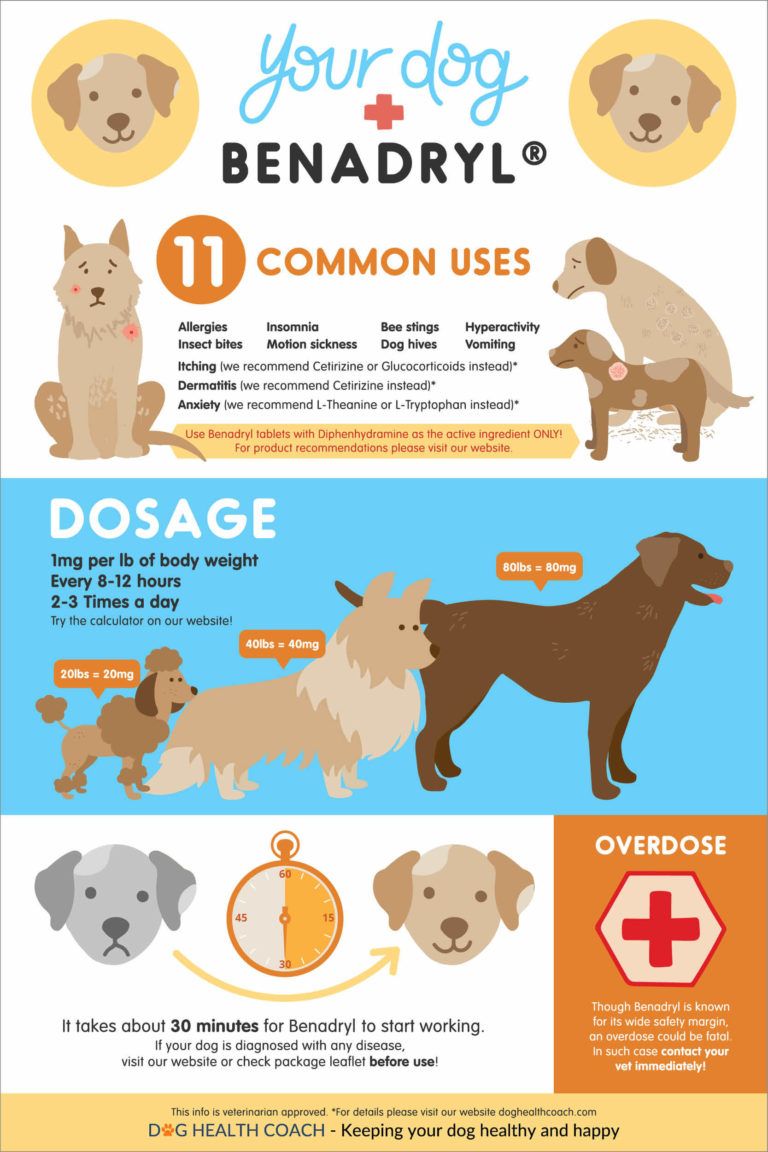 your dog
BENADRYL®
11 COMMON USES
Allergies Insomnia Bee stings Hyperactivity
Insect bites Motion sickness Dog hives Vomiting
Itching (we recommend Cetirizine or Glucocorticoids instead)*
Dermatitis (we recommend Cetirizine instead)*
Anxiety (we recommend L-Theanine or L-Tryptophan instead)*
Use Benadryl tablets with Diphenhydramine as the active ingredient ONLY!
For product recommendations please visit our website.
DOSAGE
1mg per lb of body weight
Every 8-12 hours
2-3 Times a day
Try the calculator on our website!
20lbs = 20mg
40lbs = 40mg
80lbs = 80mg
60
45 15
30
It takes about 30 minutes for Benadryl to start working.
If your dog is diagnosed with any disease,
visit our website or check package leaflet before use!
OVERDOSE
Though Benadryl is known
for its wide safety margin,
an overdose could be fatal.
In such case contact your
vet immediately!
This info is veterinarian approved. *For details please visit our website doghealthcoach.com
DOG HEALTH COACH - Keeping your dog healthy and happy